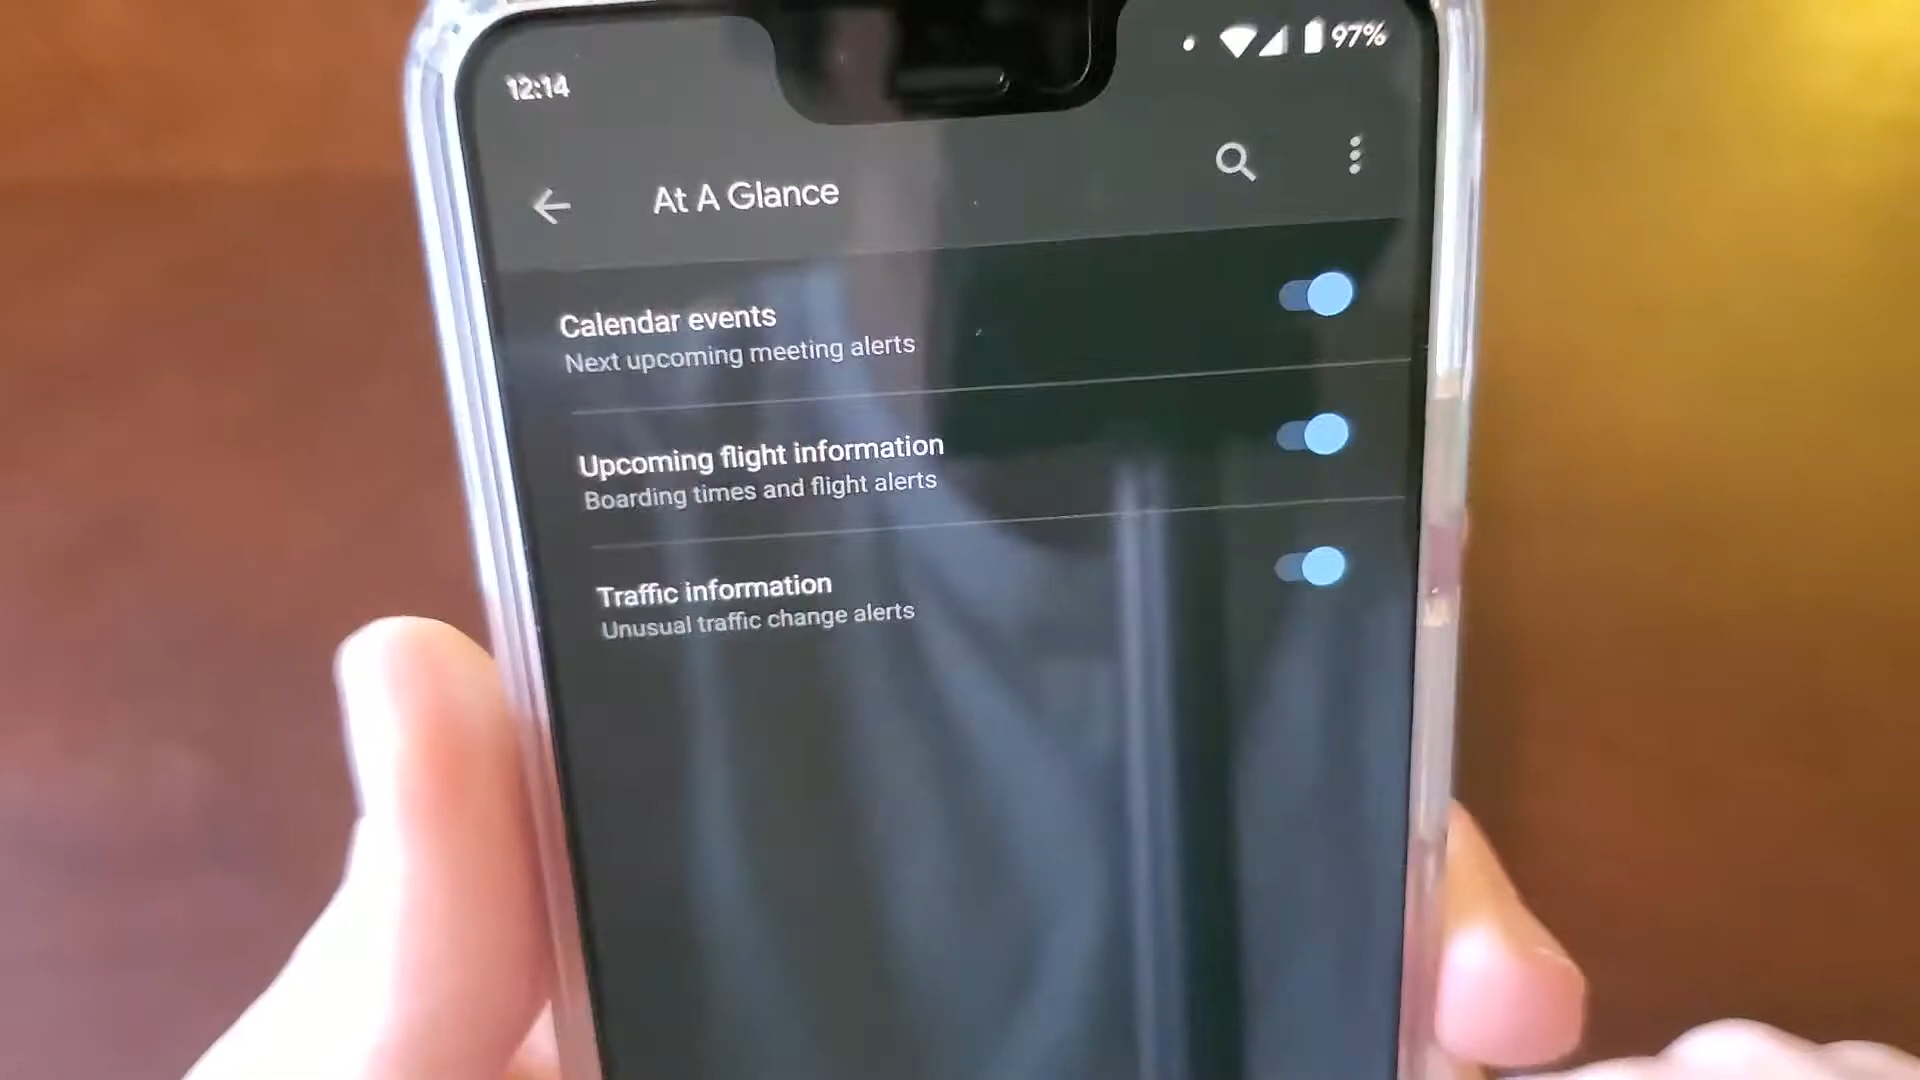 12:14
97%
At A Glance
Calendar events
Next upcoming meeting alerts
Upcoming flight information
Boarding times and flight alerts
Traffic information
Unusual traffic change alerts